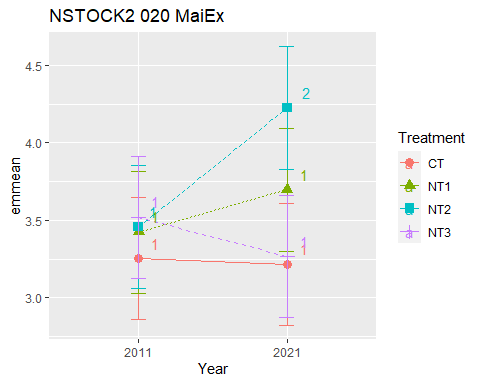 NSTOCK2 020 MaiEx
emmean
4.5
4.0
3.5
3.0
2
1
1
1
1
1
1
1
2011
2021
Year
Treatment
a CT
a NT1
a NT2
a NT3